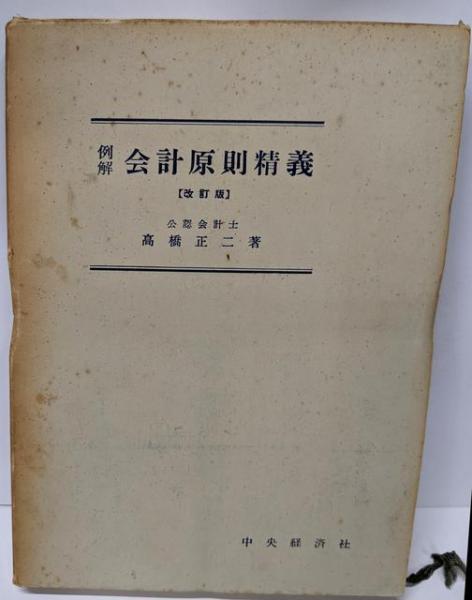 例解 会計原則精義
【改訂版】
公認会計士
高橋正二著
中央経済社